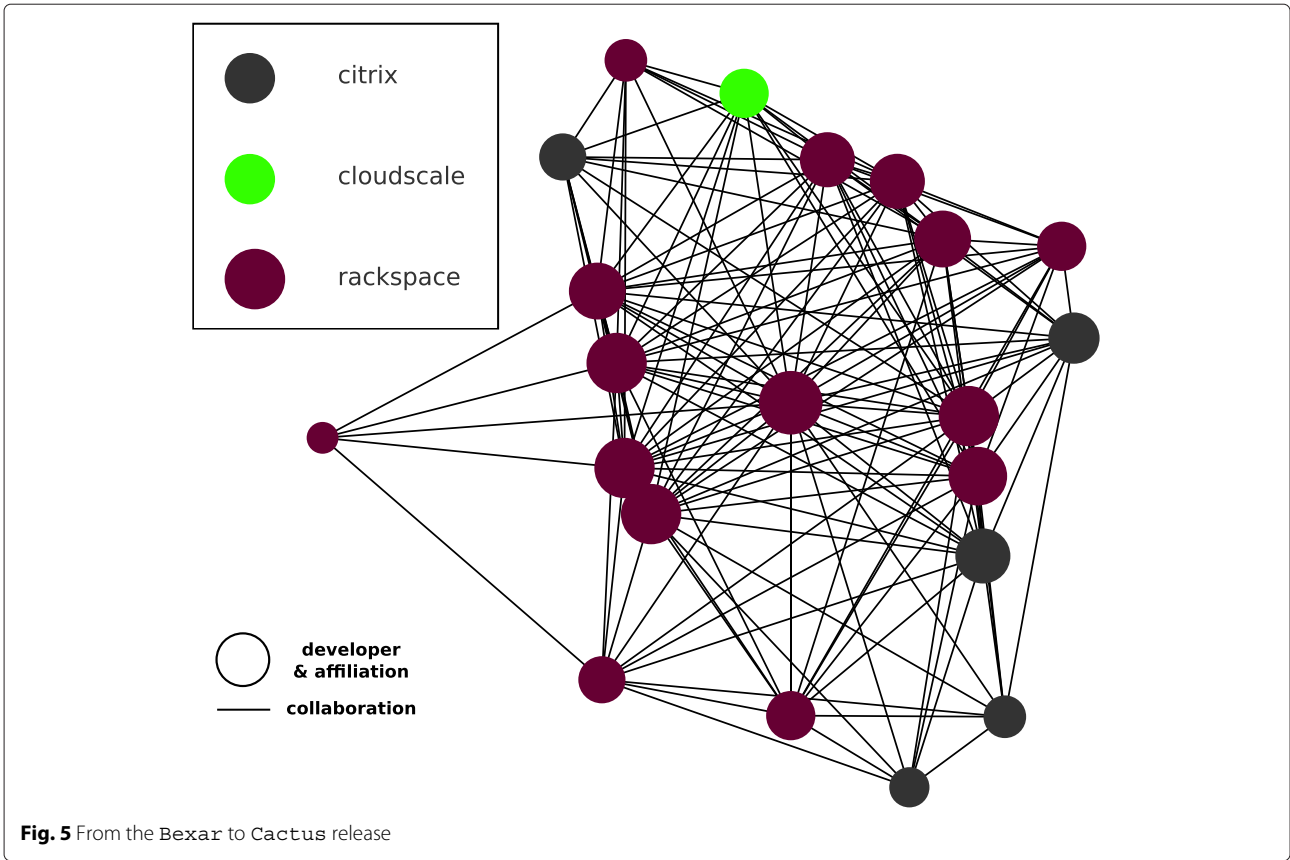 citrix
cloudscale
rackspace
developer
& affiliation
collaboration
Fig. 5 From the Bexar to Cactus release